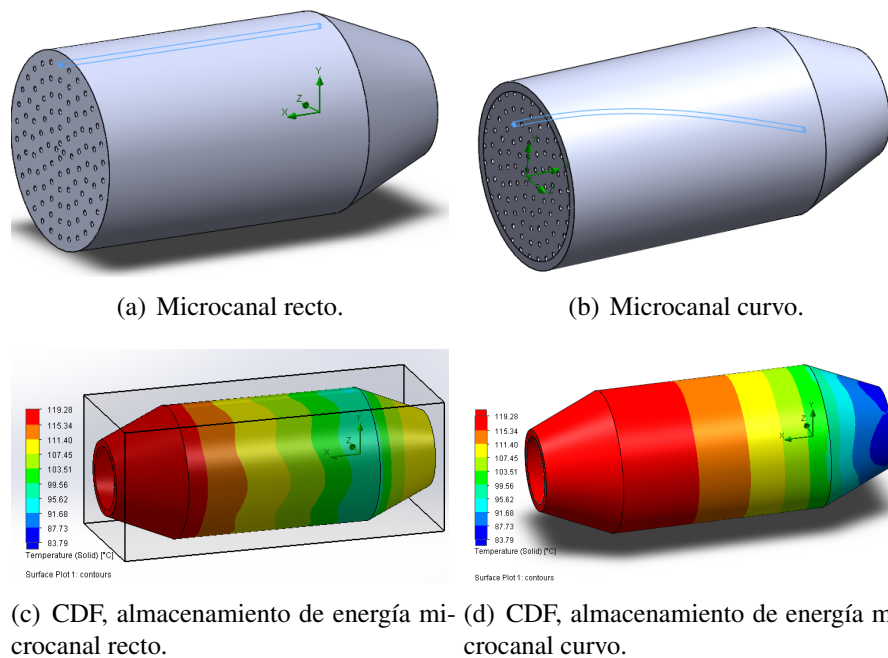 Y
Z
X
(a) Microcanal recto.
(b) Microcanal curvo.
119.28
115.34
111.40
107.45
103.51
99.56
95.62
91.68
87.73
83.79
Temperature (Solid) [°C]
Surface Plot 1: contours
Y
Z
X
119.28
115.34
111.40
107.45
103.51
99.56
95.62
91.68
87.73
83.79
Temperature (Solid) [°C]
Surface Plot 1: contours
Y
Z
X
(c) CDF, almacenamiento de energía mi-
crocanal recto.
(d) CDF, almacenamiento de energía m
crocanal curvo.